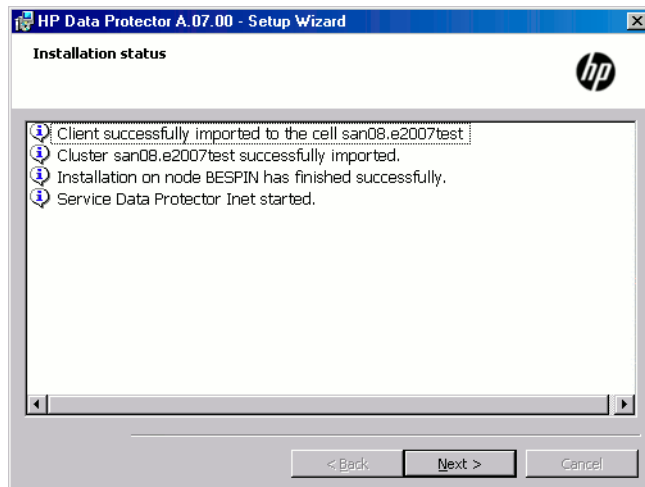 HP Data Protector A.07.00 - Setup Wizard
Installation status
hp
Client successfully imported to the cell san08.e2007test
Cluster san08.e2007test successfully imported.
Installation on node BESPIN has finished successfully.
Service Data Protector Inet started.
< Back
Next >
Cancel